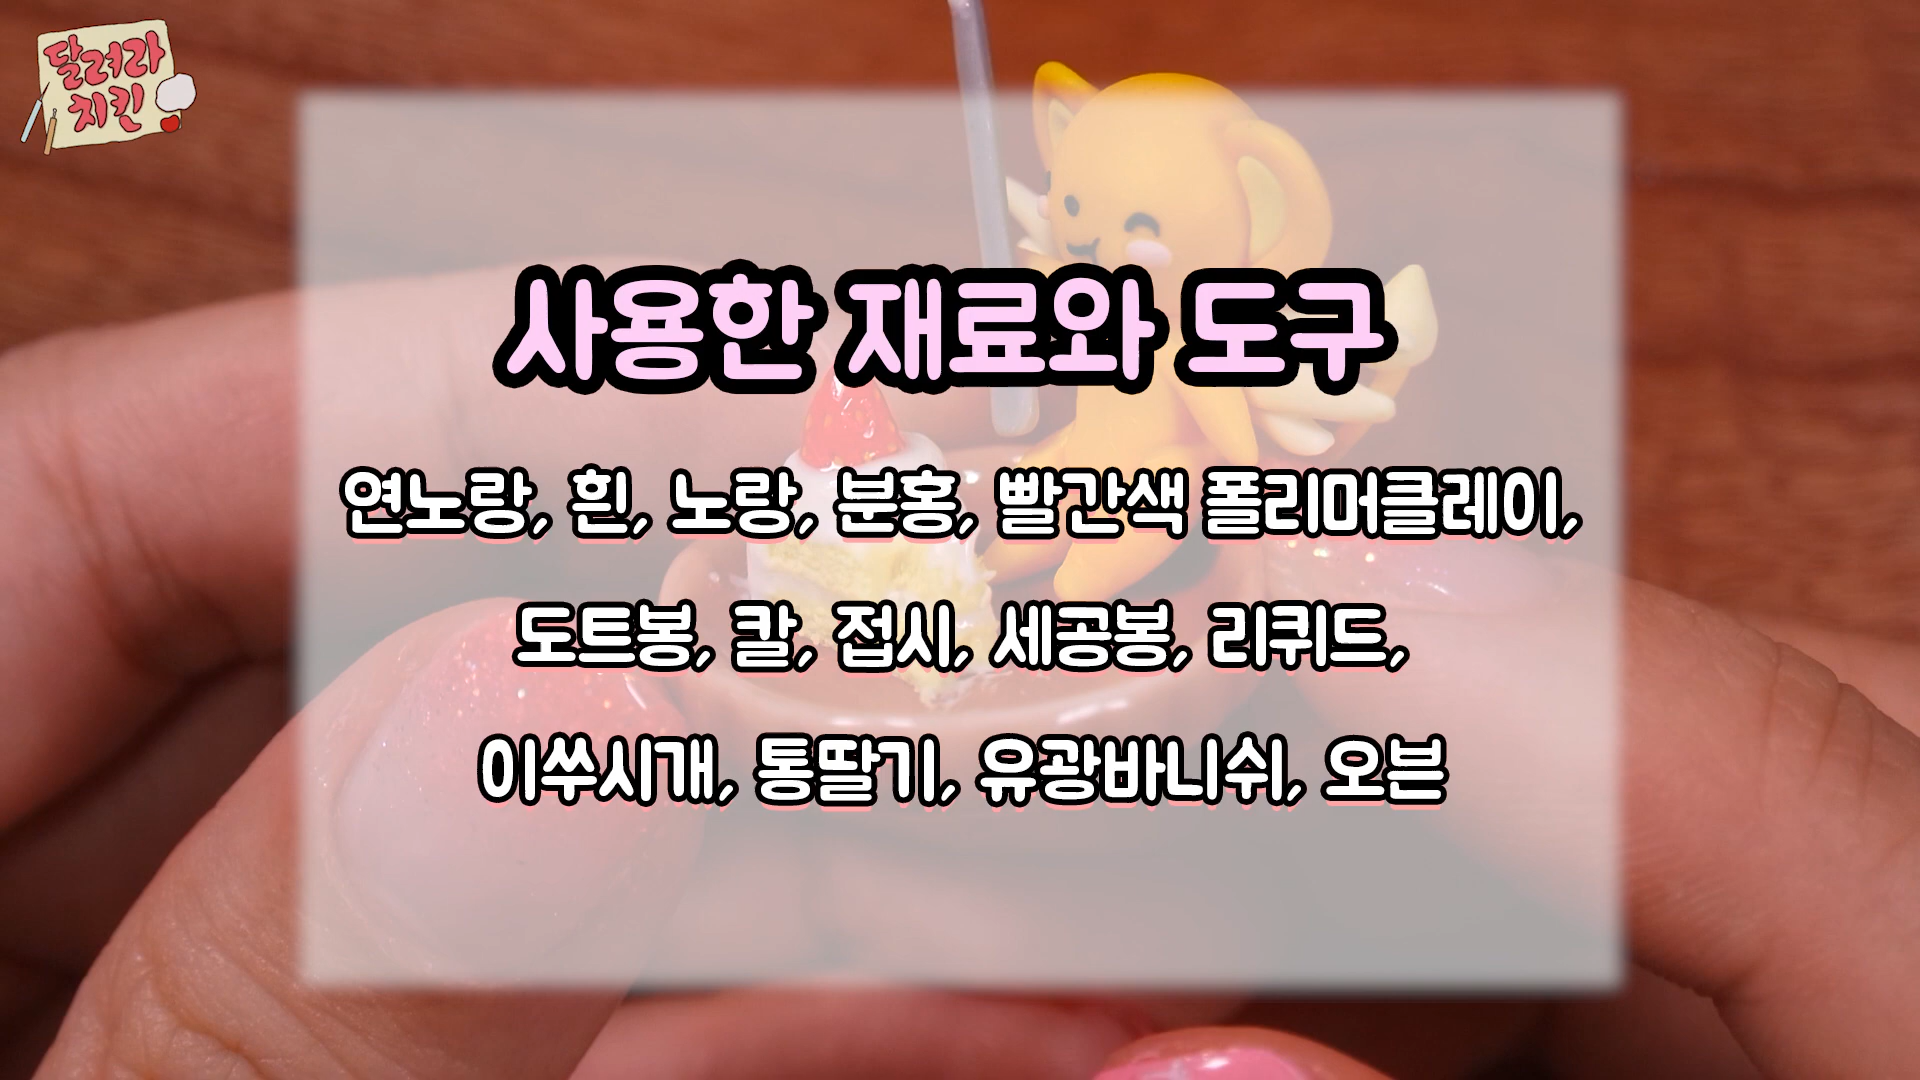 달려라
치킨
사용한 재료와 도구
연노랑, 흰, 노랑, 분홍, 빨간색 폴리머클레이,
도트봉, 칼, 접시, 세공봉, 리퀴드,
이쑤시개, 통딸기, 유광바니쉬, 오븐